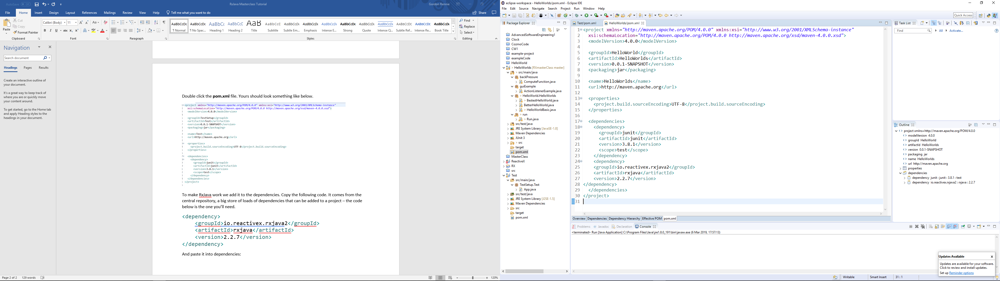 AutoSave Off
RxJava Masterclass Tutorial
Gordon Rennie
File Home Insert Design Layout References Mailings Review View Help Tell me what you want to do
Share
Paste
Cut
Copy
Format Painter
Calibri (Body) 11
Clipboard Font Paragraph Styles Editing
AaBbCcDc AaBbCcDc AaBbCc AaBbCcD AaB AaBbCcD AaBbCcDc AaBbCcDc AaBbCcDc AaBbCcDc AaBbCcDc AaBbCcDc AaBbCcDc AaBbCcDc AaBbCcDc
¶ Normal ¶ No Spac... Heading 1 Heading 2 Title Subtitle Subtle Em... Emphasis Intense E... Strong Quote Intense Q... Subtle Ref... Intense Re... Book Title
Find
Replace
Select
Navigation
Search document
Headings Pages Results
Create an interactive outline of
your document.
It's a great way to keep track of
where you are or quickly move
your content around.
To get started, go to the Home tab
and apply Heading styles to the
headings in your document.
Double click the pom.xml file. Yours should look something like below.
<project xmlns="http://maven.apache.org/POM/4.0.0" xmlns:xsi="http://www.w3.org/2001/XMLSchema-instance"
xsi:schemaLocation="http://maven.apache.org/POM/4.0.0 http://maven.apache.org/xsd/maven-4.0.0.xsd">
<modelVersion>4.0.0</modelVersion>
<groupId>TestSetup</groupId>
<artifactId>Test</artifactId>
<version>0.0.1-SNAPSHOT</version>
<packaging>jar</packaging>
<name>Test</name>
<url>http://maven.apache.org</url>
<properties>
<project.build.sourceEncoding>UTF-8</project.build.sourceEncoding>
</properties>
<dependencies>
<dependency>
<groupId>junit</groupId>
<artifactId>junit</artifactId>
<version>3.8.1</version>
<scope>test</scope>
</dependency>
</dependencies>
</project>
To make RxJava work we add it to the dependencies. Copy the following code. It comes from the
central repository, a big store of loads of dependencies that can be added to a project – the code
below is the one you'll need.
<dependency>
<groupId>io.reactivex.rxjava2</groupId>
<artifactId>rxjava</artifactId>
<version>2.2.7</version>
</dependency>
And paste it into dependencies:
Page 2 of 2 129 words
120%
eclipse-workspace - HelloWorlds/pom.xml - Eclipse IDE
File Edit Source Navigate Search Project Run Window Help
Quick Access
Package Explorer
AdvancedSoftwareEngineering1
Clock
CozmoCode
CW1
example-project
exampleCode
HelloWorld
> HelloWorlds [RXmasterClass master]
> src/main/java
backPressure
ComputeFunction.java
guiExample
ActionListenerExample.java
> HelloWorld.HelloWorlds
> BestestHelloWorld.java
BetterHelloWorld.java
> HelloWorldBasic.java
> run
> Run.java
src/test/java
JRE System Library [JavaSE-1.8]
Maven Dependencies
JUnit 3
> src
target
pom.xml
MasterClass
ReactiveX
RX
src
Test
src/main/java
TestSetup.Test
App.java
src/test/java
JRE System Library [J2SE-1.5]
Maven Dependencies
src
target
pom.xml
Test/pom.xml HelloWorlds/pom.xml
1 <project xmlns="http://maven.apache.org/POM/4.0.0" xmlns:xsi="http://www.w3.org/2001/XMLSchema-instance"
2 xsi:schemaLocation="http://maven.apache.org/POM/4.0.0 http://maven.apache.org/xsd/maven-4.0.0.xsd">
3 <modelVersion>4.0.0</modelVersion>
4
5 <groupId>HelloWorld</groupId>
6 <artifactId>HelloWorlds</artifactId>
7 <version>0.0.1-SNAPSHOT</version>
8 <packaging>jar</packaging>
9
10 <name>HelloWorlds</name>
11 <url>http://maven.apache.org</url>
12
13 <properties>
14 <project.build.sourceEncoding>UTF-8</project.build.sourceEncoding>
15 </properties>
16
17 <dependencies>
18 <dependency>
19 <groupId>junit</groupId>
20 <artifactId>junit</artifactId>
21 <version>3.8.1</version>
22 <scope>test</scope>
23 </dependency>
24 <dependency>
25 <groupId>io.reactivex.rxjava2</groupId>
26 <artifactId>rxjava</artifactId>
27 <version>2.2.7</version>
28 </dependency>
29 </dependencies>
30 </project>
31
Overview Dependencies Dependency Hierarchy Effective POM pom.xml
Problems Javadoc Declaration Console
<terminated> Run [Java Application] C:\Program Files\Java\jre1.8.0_191\bin\javaw.exe (6 Mar 2019, 17:57:13)
Task List
Find All Activate...
Outline
project xmlns=http://maven.apache.org/POM/4.0.0
modelVersion 4.0.0
groupId HelloWorld
artifactId HelloWorlds
version 0.0.1-SNAPSHOT
packaging jar
name HelloWorlds
url http://maven.apache.org
properties
dependencies
dependency junit : junit : 3.8.1 : test
dependency io.reactivex.rxjava2 : rxjava : 2.2.7
Updates Available
Updates are available for your software.
Click to review and install updates.
Set up Reminder options
Writable Smart Insert 31 : 1